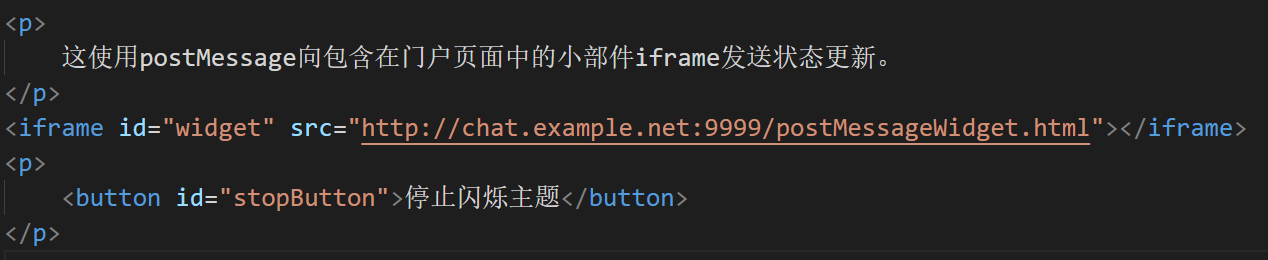 <p>
这使用postMessage向包含在门户页面中的小部件iframe发送状态更新。
</p>
<iframe id="widget" src="http://chat.example.net:9999/postMessageWidget.html"></iframe>
<p>
<button id="stopButton">停止闪烁主题</button>
</p>